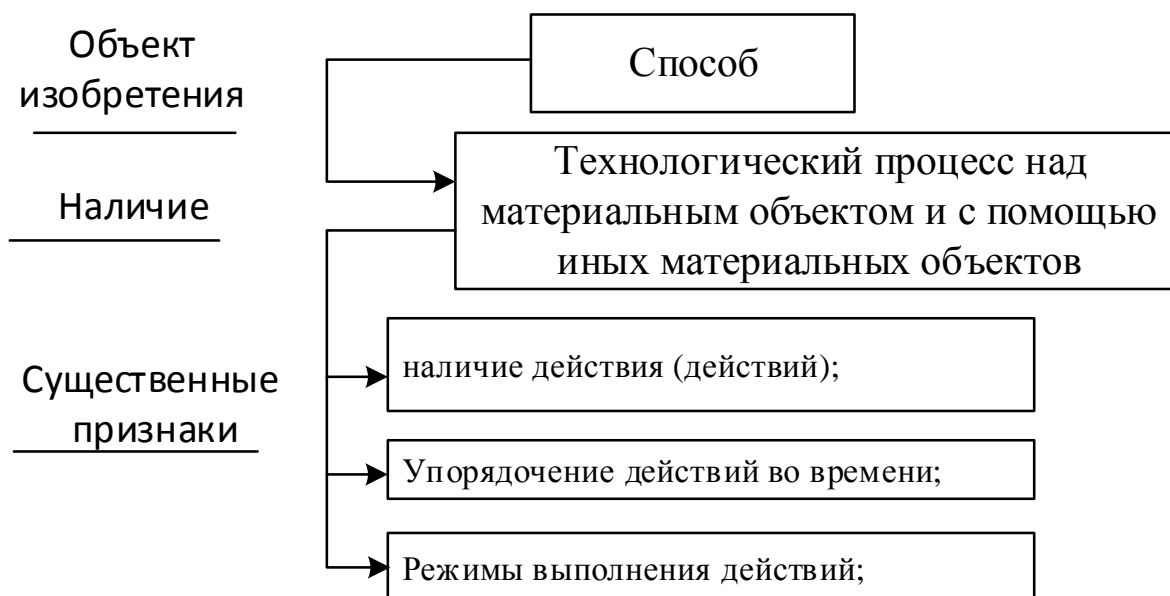 Объект
изобретения
Способ
Наличие
Технологический процесс над
материальным объектом и с помощью
иных материальных объектов
Существенные
признаки
наличие действия (действий);
Упорядочение действий во времени;
Режимы выполнения действий;